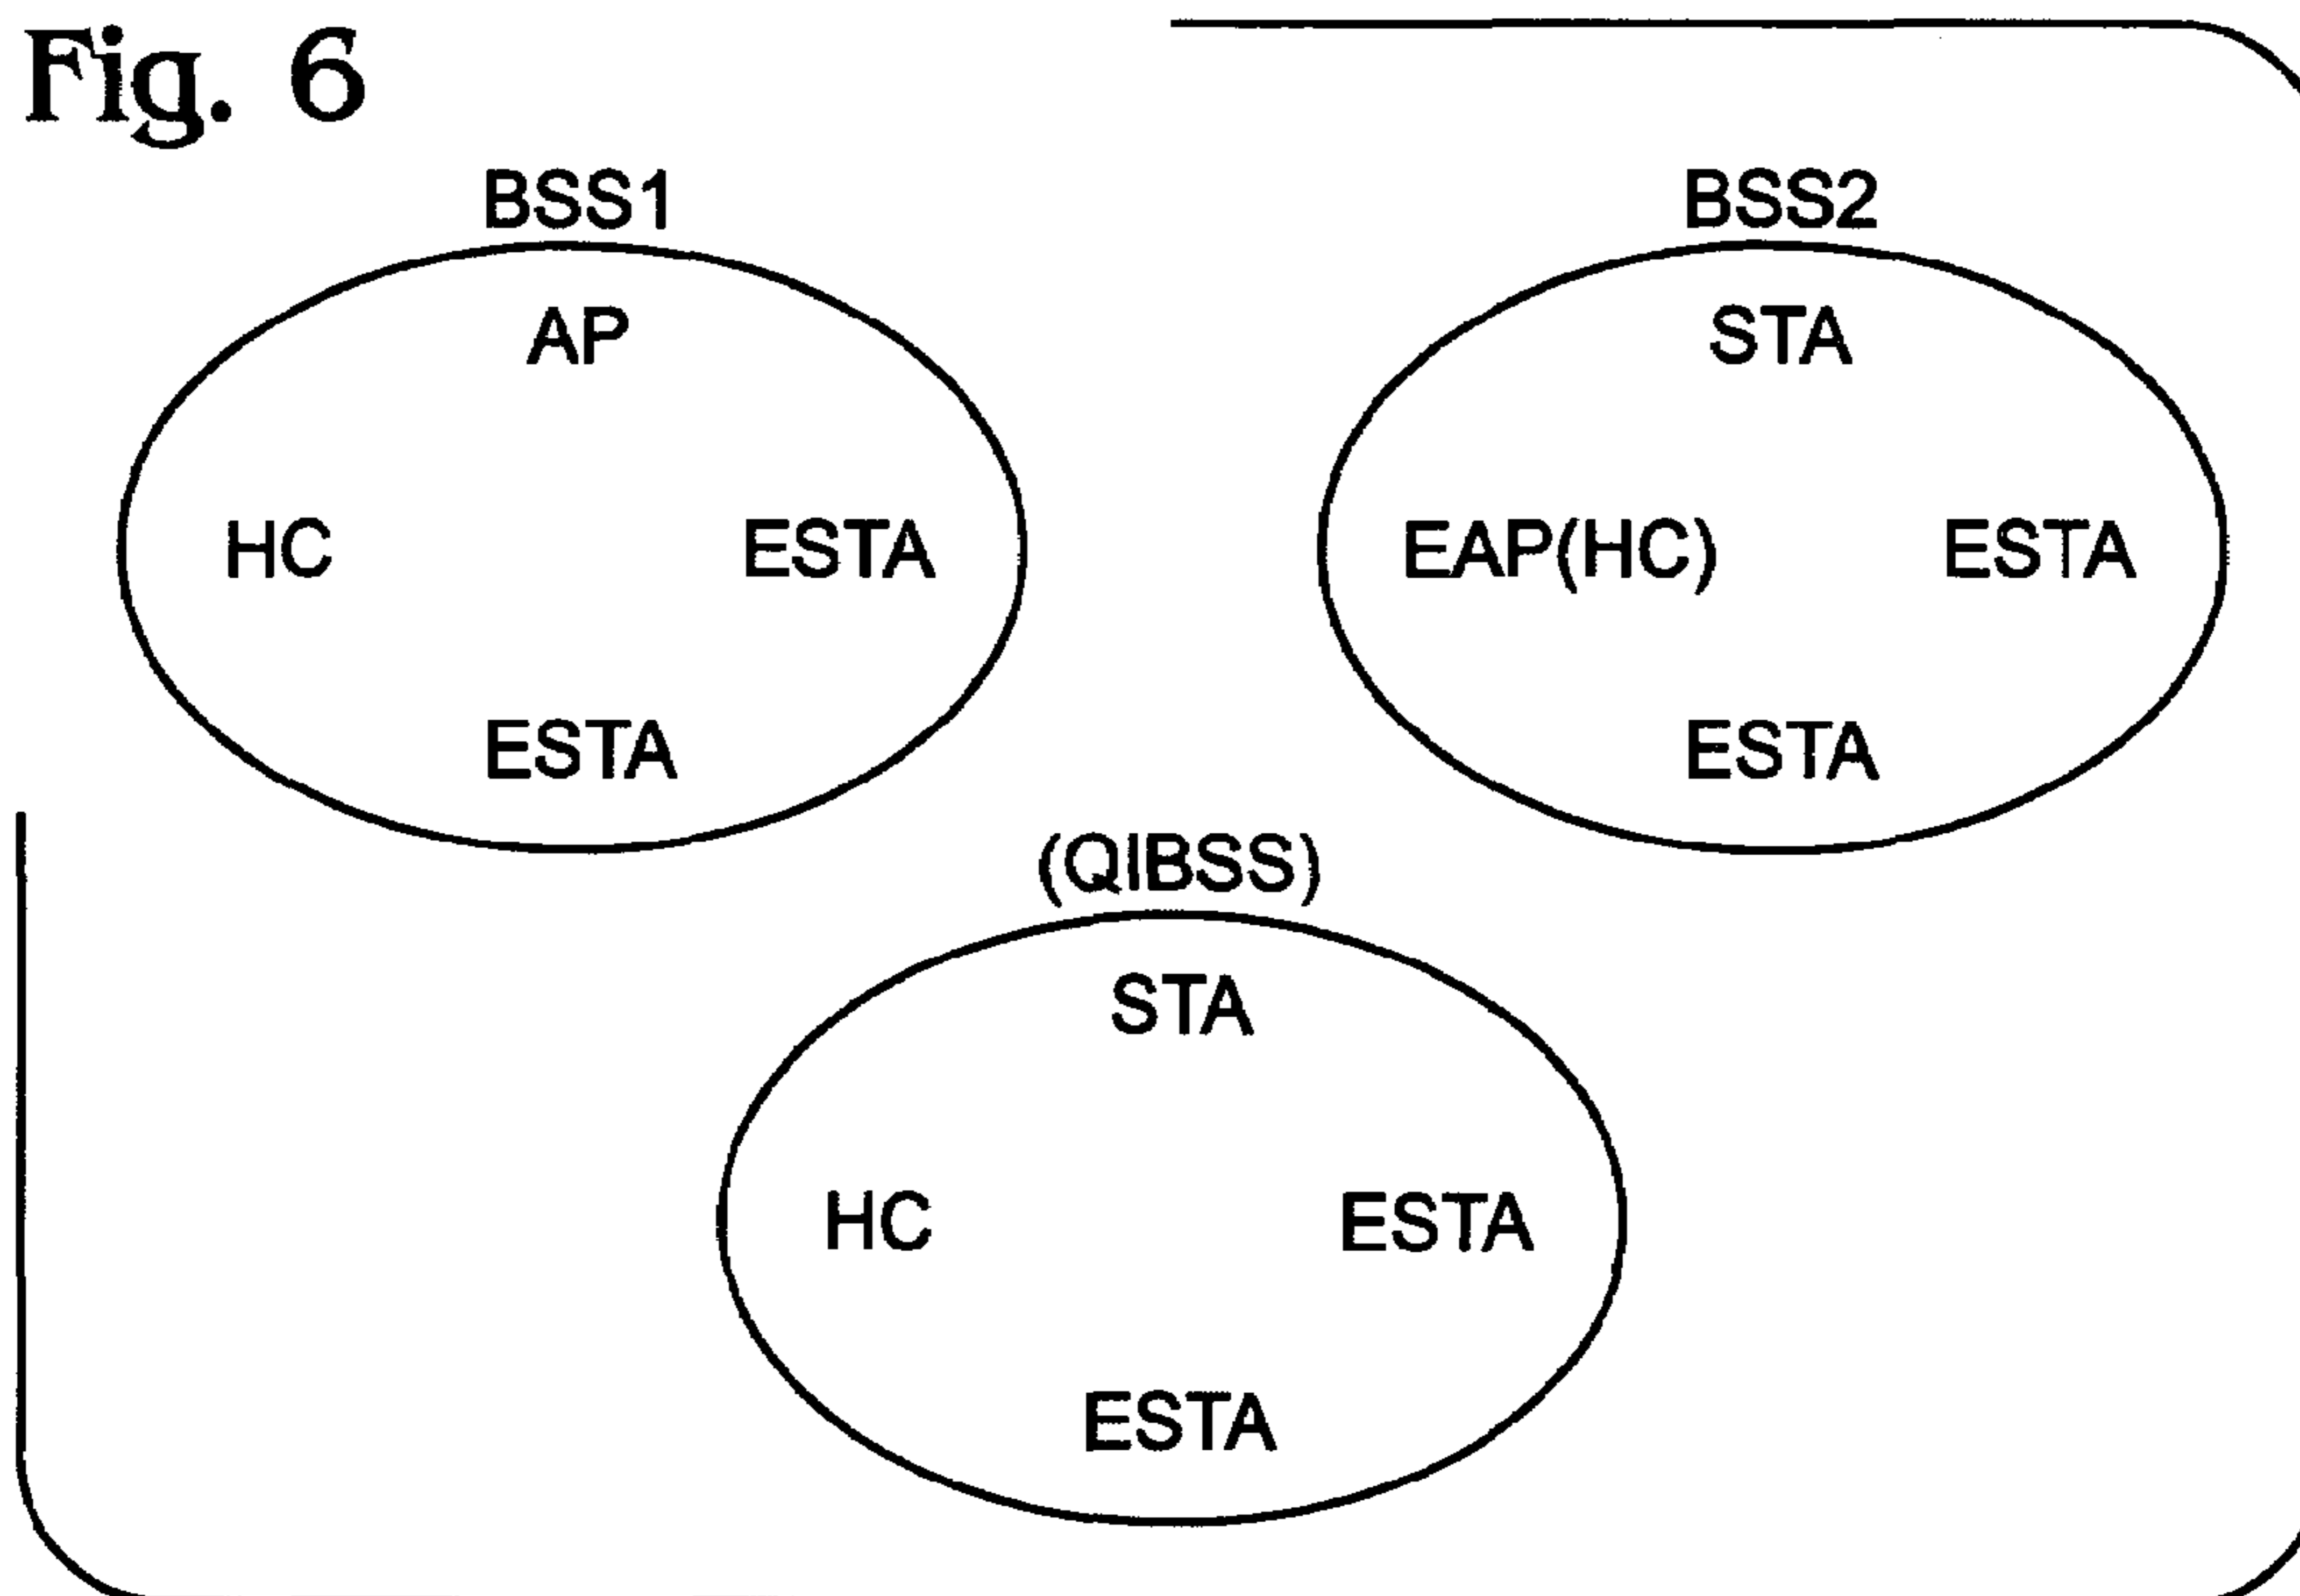 Fig. 6
BSS1
AP
HC ESTA
ESTA
BSS2
STA
EAP(HC) ESTA
ESTA
(QIBSS)
STA
HC ESTA
ESTA